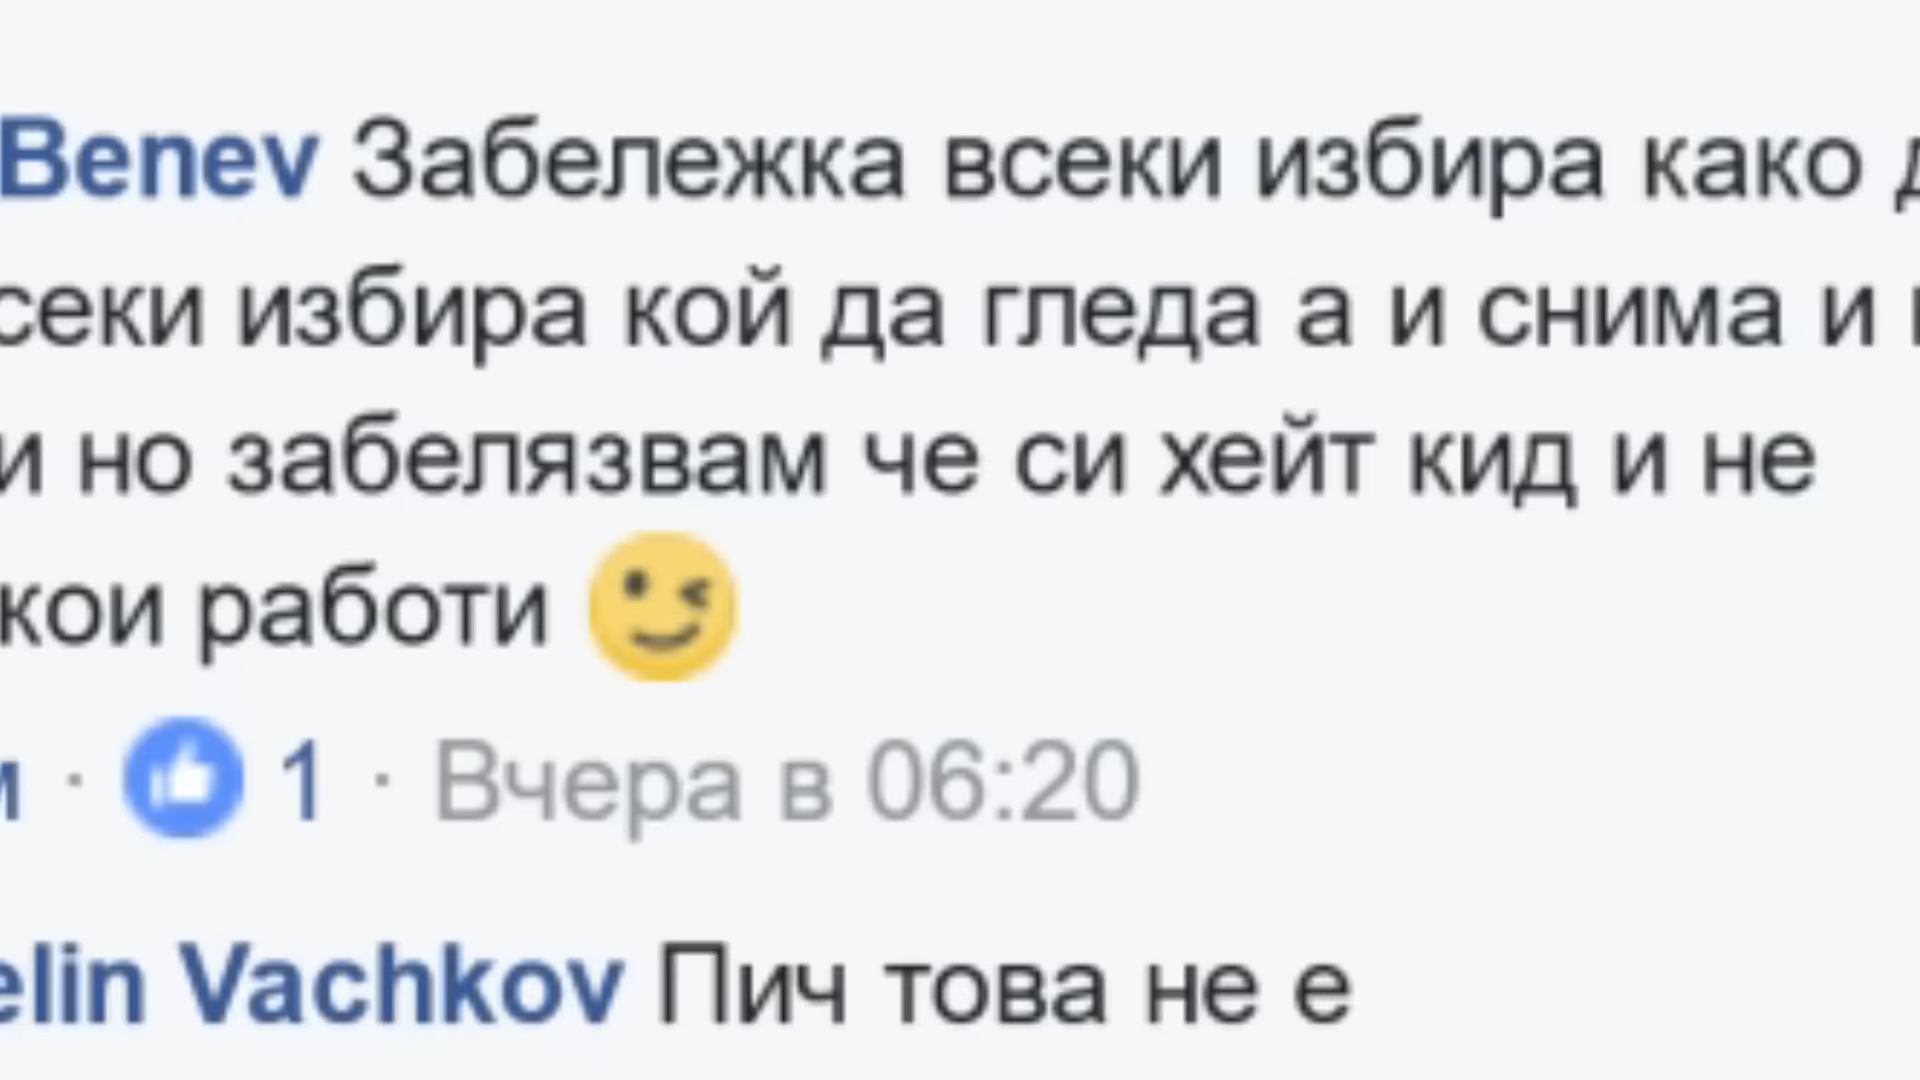 Benev Забележка всеки избира како
секи избира кой да гледа а и снима и
и но забелязвам че си хейт кид и не
кои работи 😉
м · 1 · Вчера в 06:20
elin Vachkov Пич това не е